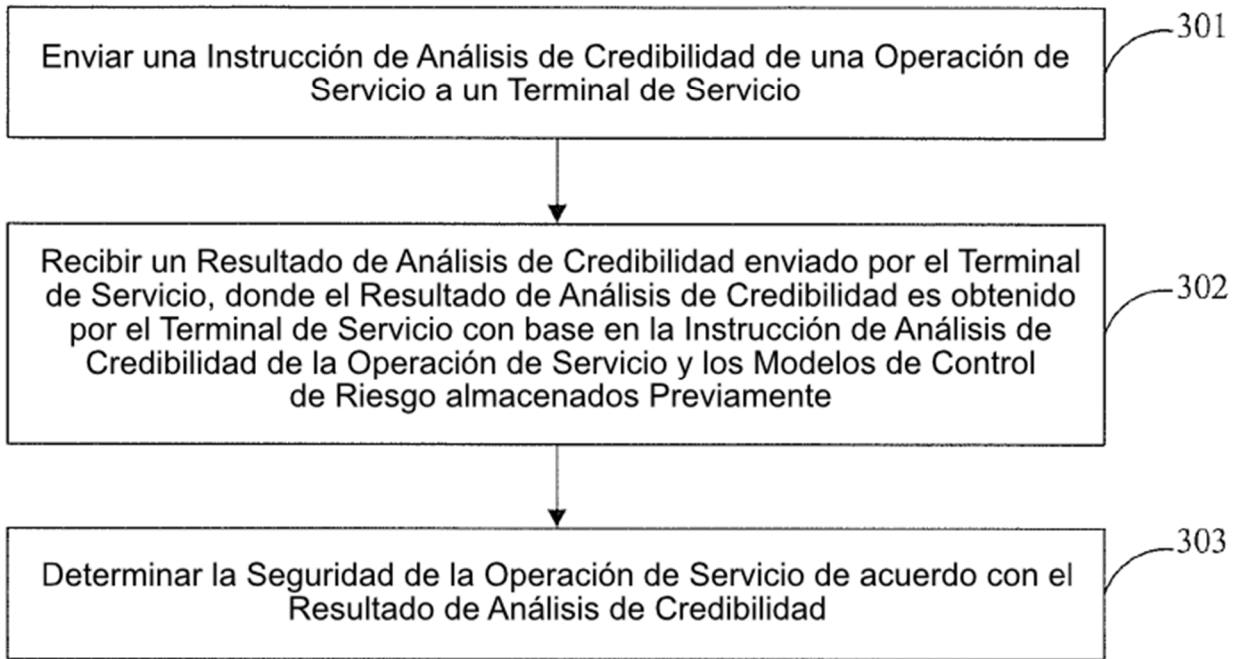 301
Enviar una Instrucción de Análisis de Credibilidad de una Operación de
Servicio a un Terminal de Servicio
Recibir un Resultado de Análisis de Credibilidad enviado por el Terminal
de Servicio, donde el Resultado de Análisis de Credibilidad es obtenido
por el Terminal de Servicio con base en la Instrucción de Análisis de
Credibilidad de la Operación de Servicio y los Modelos de Control
de Riesgo almacenados Previamente
302
Determinar la Seguridad de la Operación de Servicio de acuerdo con el
Resultado de Análisis de Credibilidad
303